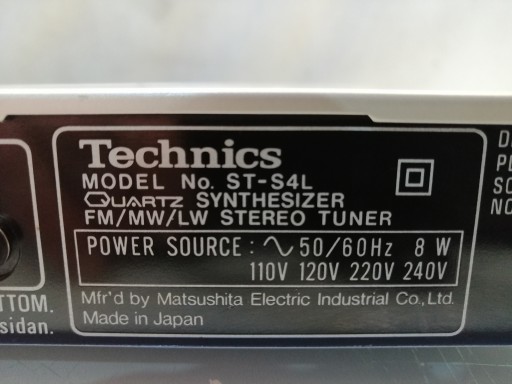 Technics
MODEL No. ST-S4L
QUARTZ SYNTHESIZER
FM/MW/LW STEREO TUNER
POWER SOURCE : ∿ 50/60Hz 8 W
110V 120V 220V 240V
Mfr'd by Matsushita Electric Industrial Co., Ltd.
Made in Japan
TTOM.
sidan.